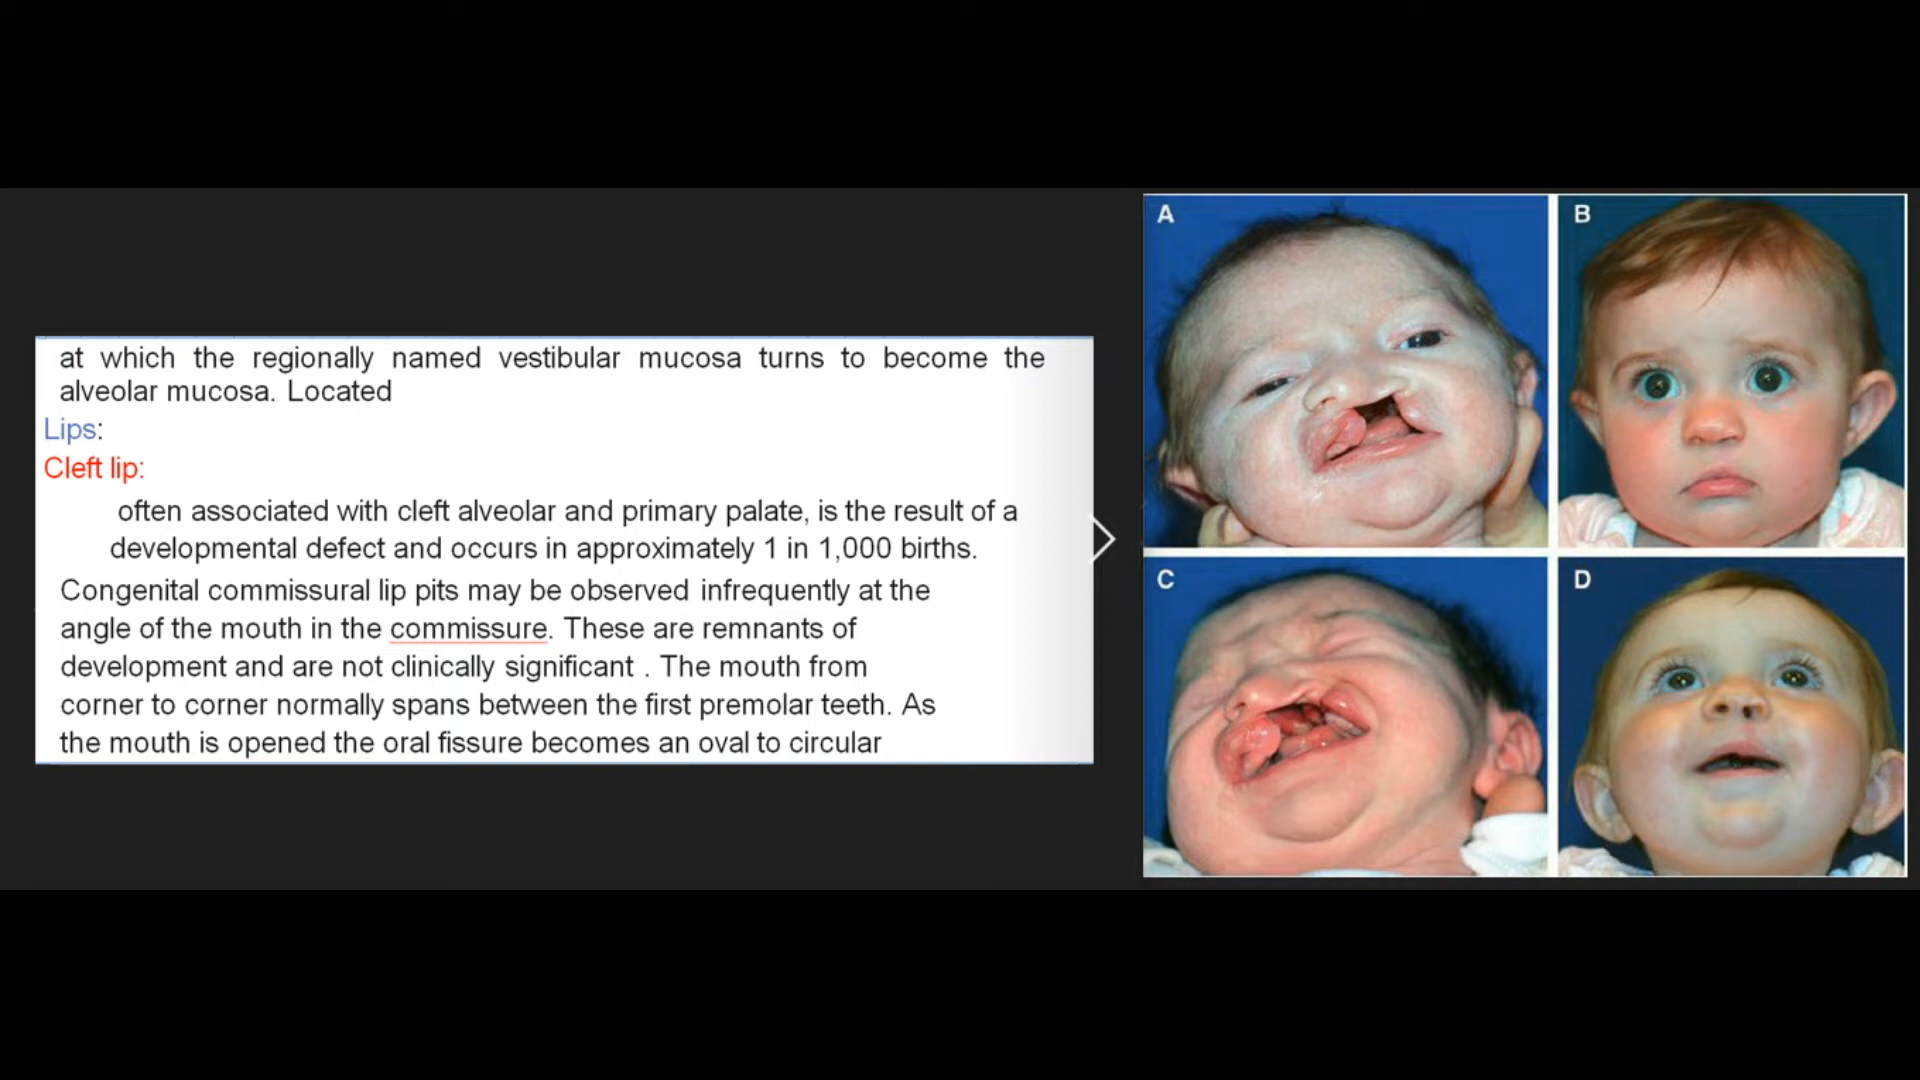 at which the regionally named vestibular mucosa turns to become the
alveolar mucosa. Located
Lips:
Cleft lip:
often associated with cleft alveolar and primary palate, is the result of a
developmental defect and occurs in approximately 1 in 1,000 births.
Congenital commissural lip pits may be observed infrequently at the
angle of the mouth in the commissure. These are remnants of
development and are not clinically significant . The mouth from
corner to corner normally spans between the first premolar teeth. As
the mouth is opened the oral fissure becomes an oval to circular
A
B
C
D